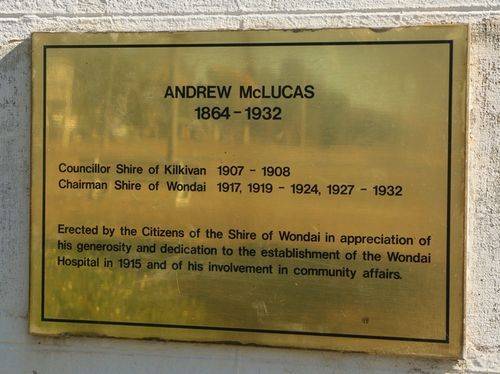 ANDREW McLUCAS
1864 - 1932
Councillor Shire of Kilkivan 1907 - 1908
Chairman Shire of Wondai 1917, 1919 - 1924, 1927 - 1932
Erected by the Citizens of the Shire of Wondai in appreciation of
his generosity and dedication to the establishment of the Wondai
Hospital in 1915 and of his involvement in community affairs.